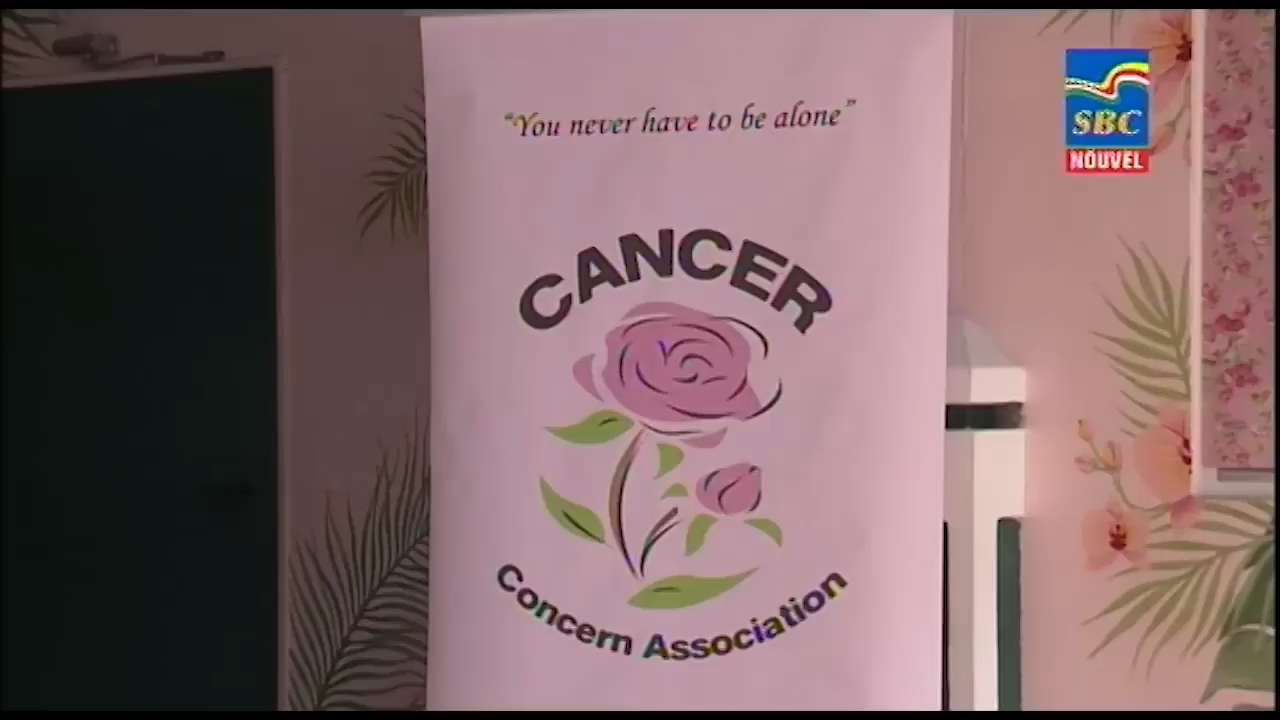 "You never have to be alone"
SBC
NOUVEL
CANCER
Concern Association